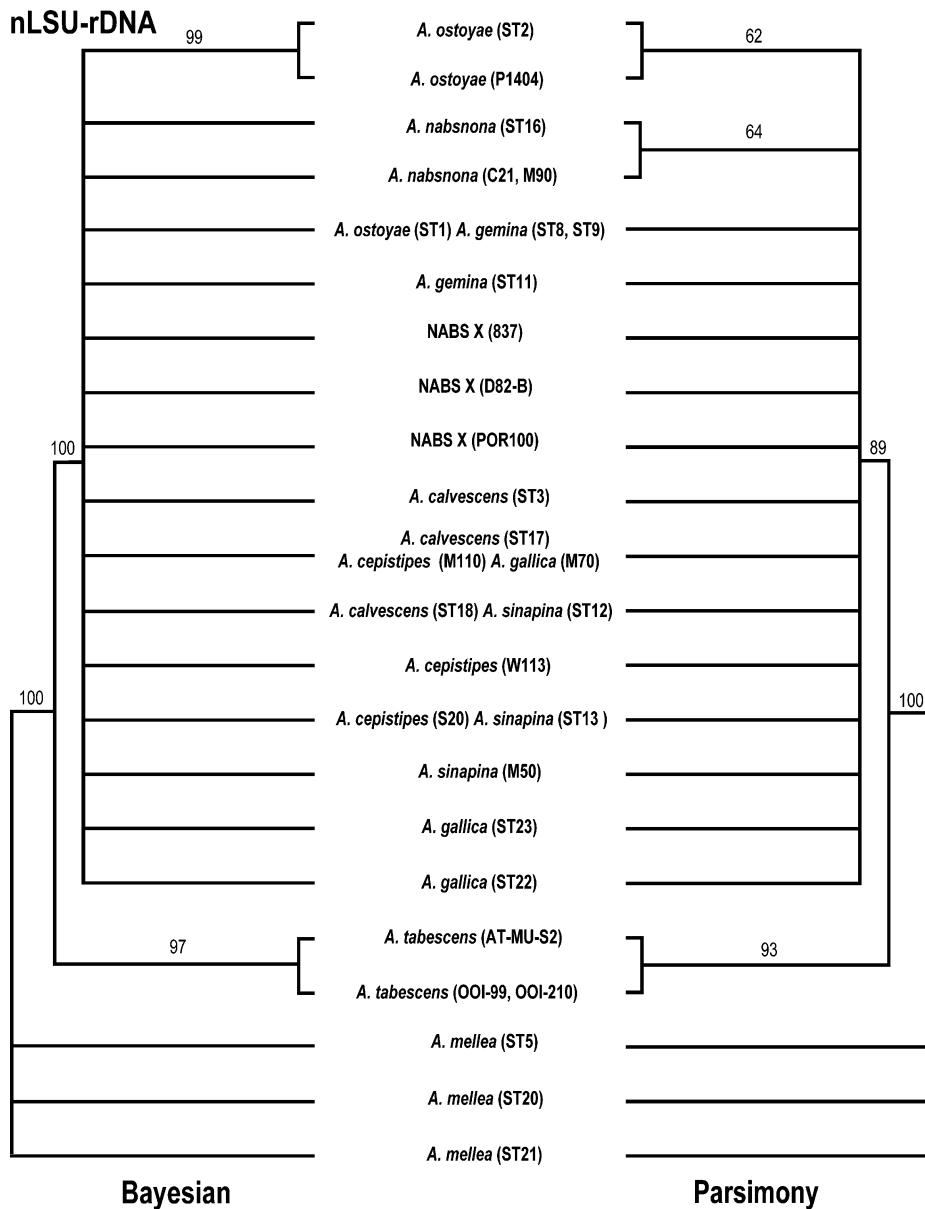 nLSU-rDNA
99
A. ostoyae (ST2)
62
A. ostoyae (P1404)
A. nabsnona (ST16)
64
A. nabsnona (C21, M90)
A. ostoyae (ST1) A. gemina (ST8, ST9)
A. gemina (ST11)
NABS X (837)
NABS X (D82-B)
NABS X (POR100)
100
89
A. calvescens (ST3)
A. calvescens (ST17)
A. cepistipes (M110) A. gallica (M70)
A. calvescens (ST18) A. sinapina (ST12)
A. cepistipes (W113)
100
100
A. cepistipes (S20) A. sinapina (ST13 )
A. sinapina (M50)
A. gallica (ST23)
A. gallica (ST22)
A. tabescens (AT-MU-S2)
97
93
A. tabescens (OOI-99, OOI-210)
A. mellea (ST5)
A. mellea (ST20)
A. mellea (ST21)
Bayesian
Parsimony